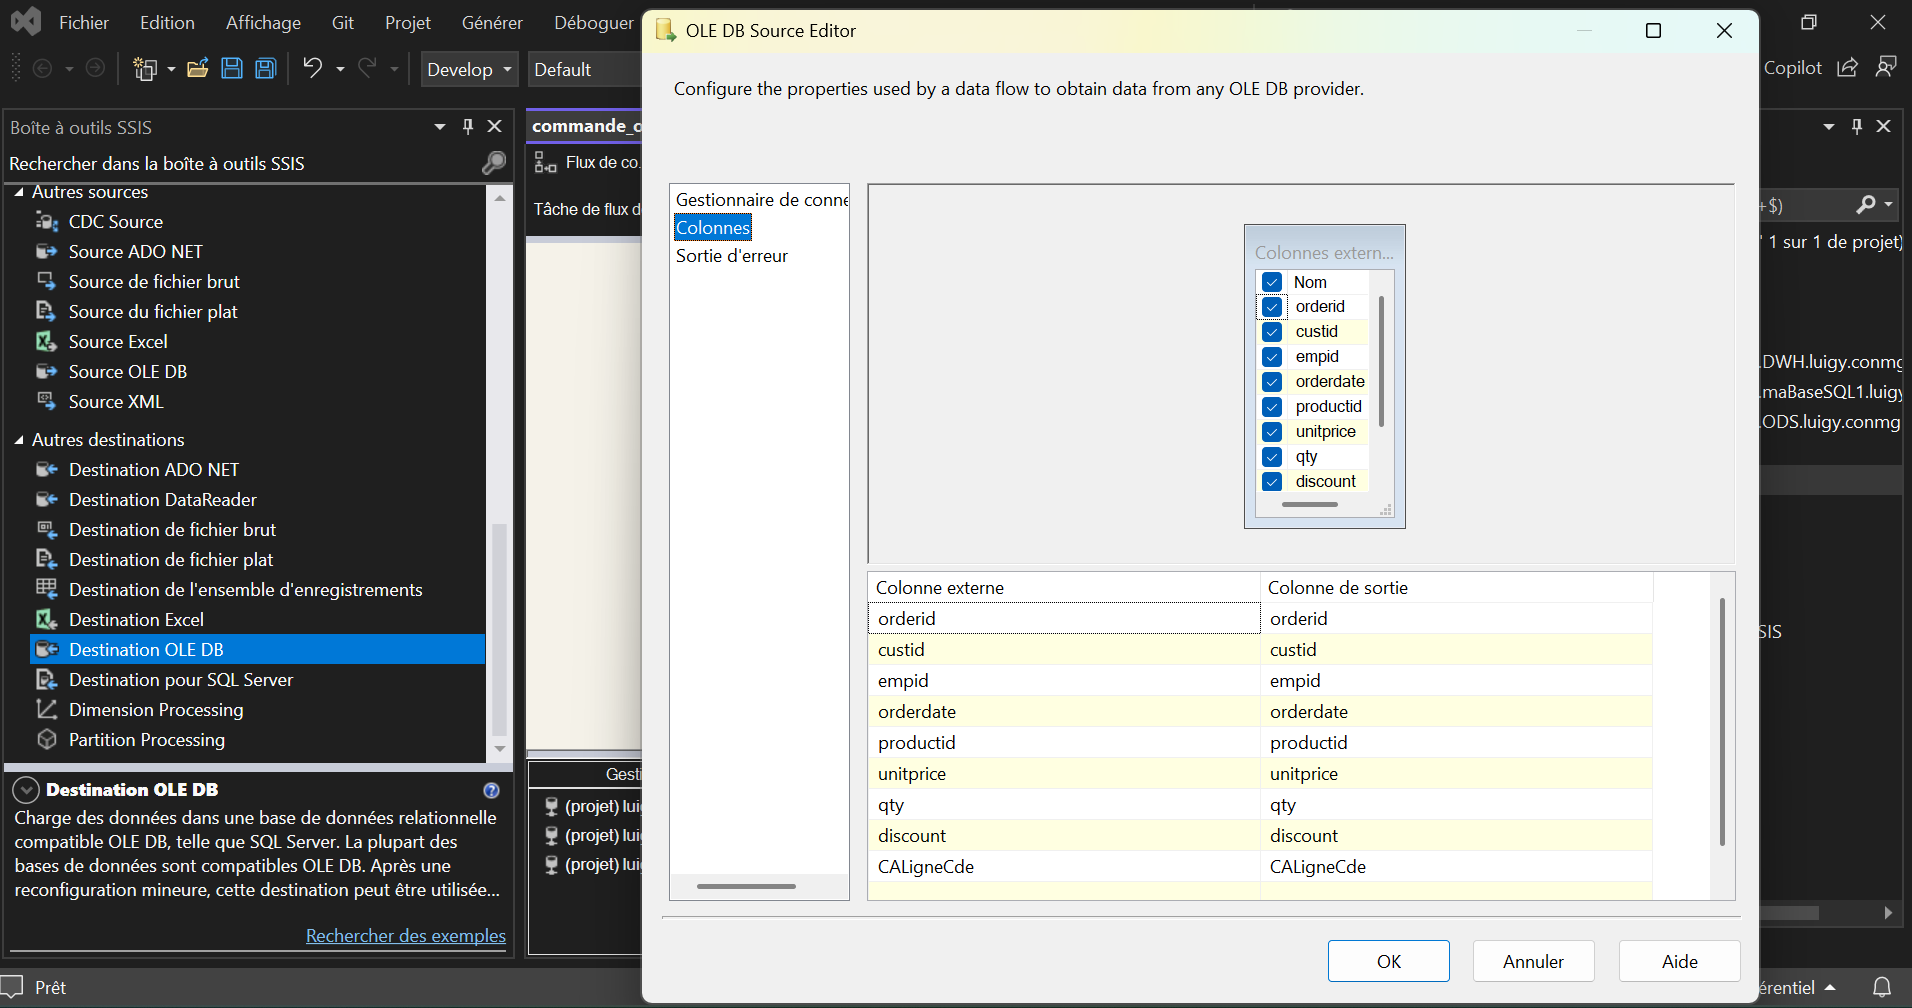 Fichier Edition Affichage Git Projet Générer Déboguer
Develop Default
Copilot
Boîte à outils SSIS
Rechercher dans la boîte à outils SSIS
Autres sources
CDC Source
Source ADO NET
Source de fichier brut
Source du fichier plat
Source Excel
Source OLE DB
Source XML
Autres destinations
Destination ADO NET
Destination DataReader
Destination de fichier brut
Destination de fichier plat
Destination de l'ensemble d'enregistrements
Destination Excel
Destination OLE DB
Destination pour SQL Server
Dimension Processing
Partition Processing
Destination OLE DB
Charge des données dans une base de données relationnelle
compatible OLE DB, telle que SQL Server. La plupart des
bases de données sont compatibles OLE DB. Après une
reconfiguration mineure, cette destination peut être utilisée...
Rechercher des exemples
Prêt
commande_o
Flux de co
Tâche de flux d
Gesti
(projet) lui
(projet) lui
(projet) lui
OLE DB Source Editor
Configure the properties used by a data flow to obtain data from any OLE DB provider.
Gestionnaire de conne
Colonnes
Sortie d'erreur
Colonnes extern...
Nom
orderid
custid
empid
orderdate
productid
unitprice
qty
discount
Colonne externe Colonne de sortie
orderid orderid
custid custid
empid empid
orderdate orderdate
productid productid
unitprice unitprice
qty qty
discount discount
CALigneCde CALigneCde
OK Annuler Aide
+$)
1 sur 1 de projet)
.DWH.luigy.conmg
.maBaseSQL1.luigy
.ODS.luigy.conmg
SIS
érentiel